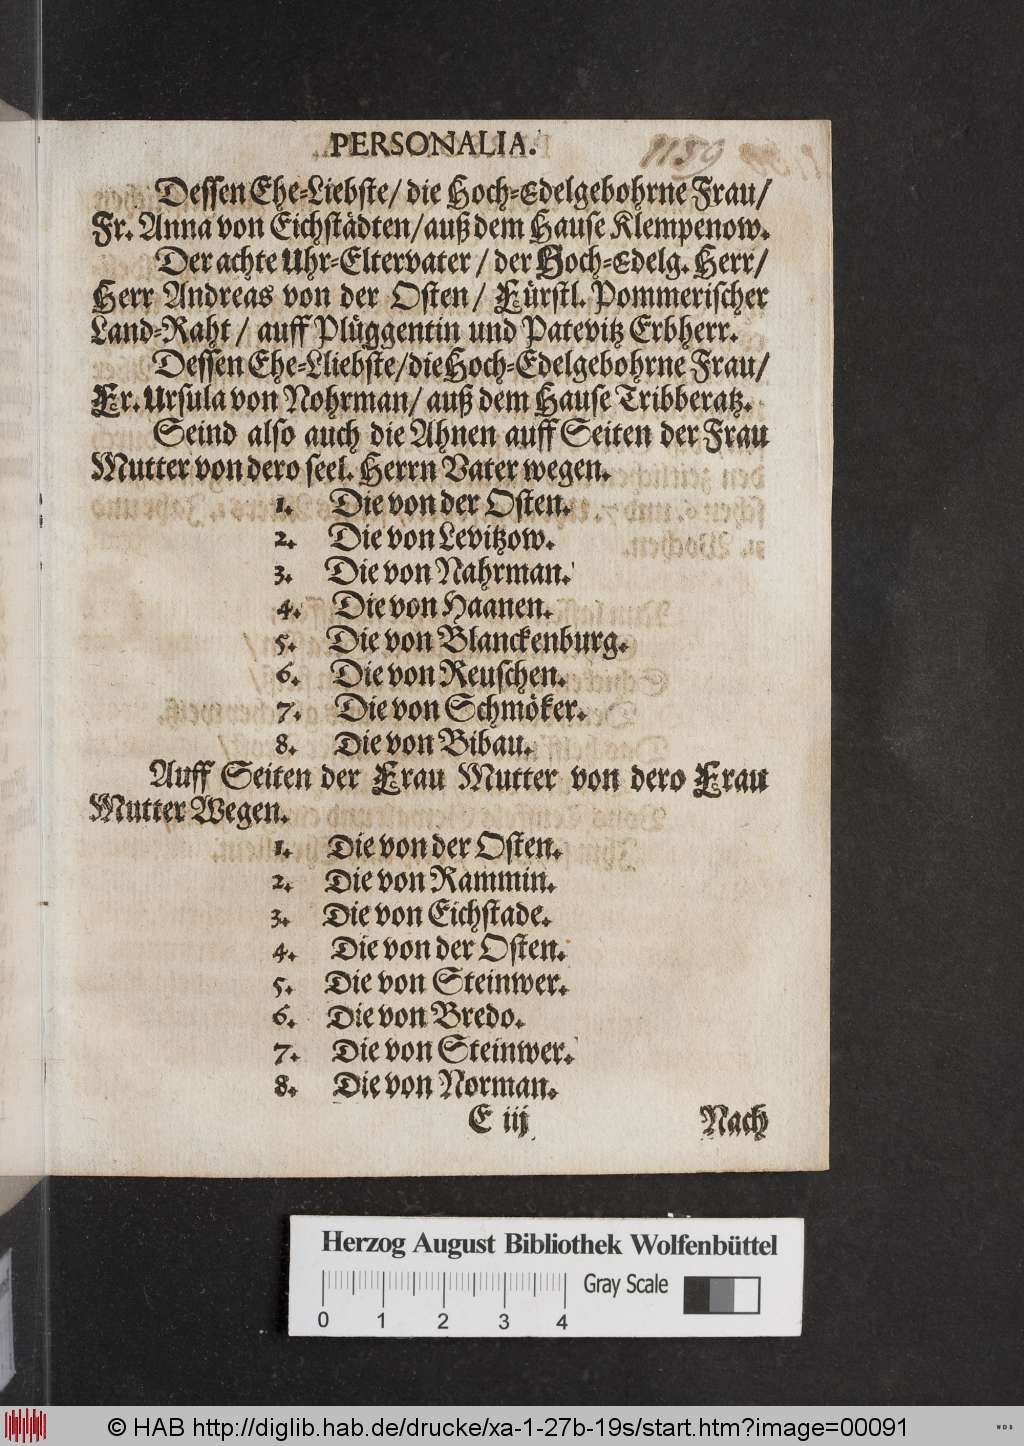 PERSONALIA.
1159
Dessen Ehe-Liebste/ die Hoch-Edelgebohrne Frau/
Fr. Anna von Eichstädten/ auß dem Hause Klempenow.
Der achte Uhr-Eltervater / der Hoch-Edelg. Herr/
Herr Andreas von der Osten/ Fürstl. Pommerischer
Land-Raht / auff Plüggentin und Patevitz Erbherr.
Dessen Ehe-Lliebste/ die Hoch-Edelgebohrne Frau/
Fr. Ursula von Nohrman/ auß dem Hause Tribberatz.
Seind also auch die Ahnen auff Seiten der Frau
Mutter von dero seel. Herrn Vater wegen.
1. Die von der Osten.
2. Die von Levitzow.
3. Die von Nahrman.
4. Die von Haanen.
5. Die von Blanckenburg.
6. Die von Reuschen.
7. Die von Schmöker.
8. Die von Bibau.
Auff Seiten der Frau Mutter von dero Frau
Mutter Wegen.
1. Die von der Osten.
2. Die von Rammin.
3. Die von Eichstade.
4. Die von der Osten.
5. Die von Steinwer.
6. Die von Bredo.
7. Die von Steinwer.
8. Die von Norman.
E iij
Nach
Herzog August Bibliothek Wolfenbüttel
Gray Scale
0 1 2 3 4
© HAB http://diglib.hab.de/drucke/xa-1-27b-19s/start.htm?image=00091